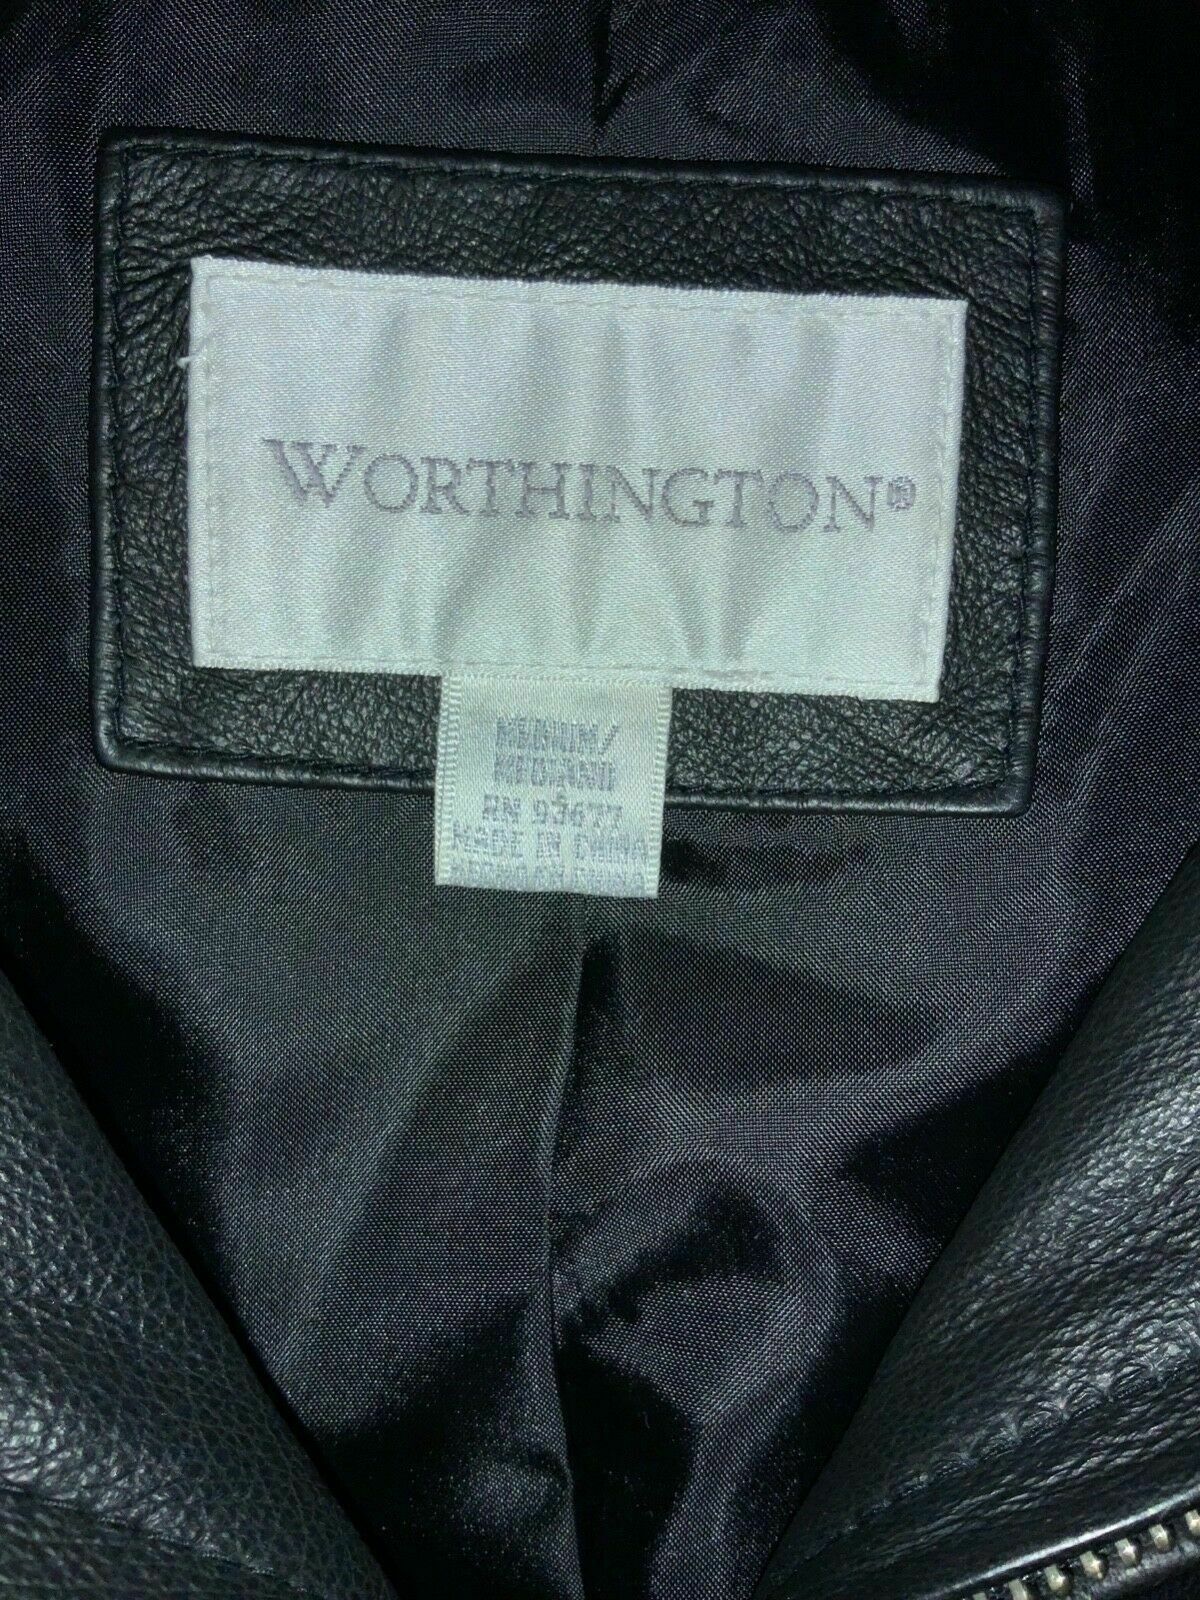 WORTHINGTON®
MEDIUM/
MEDIANO
RN 93677
MADE IN CHINA